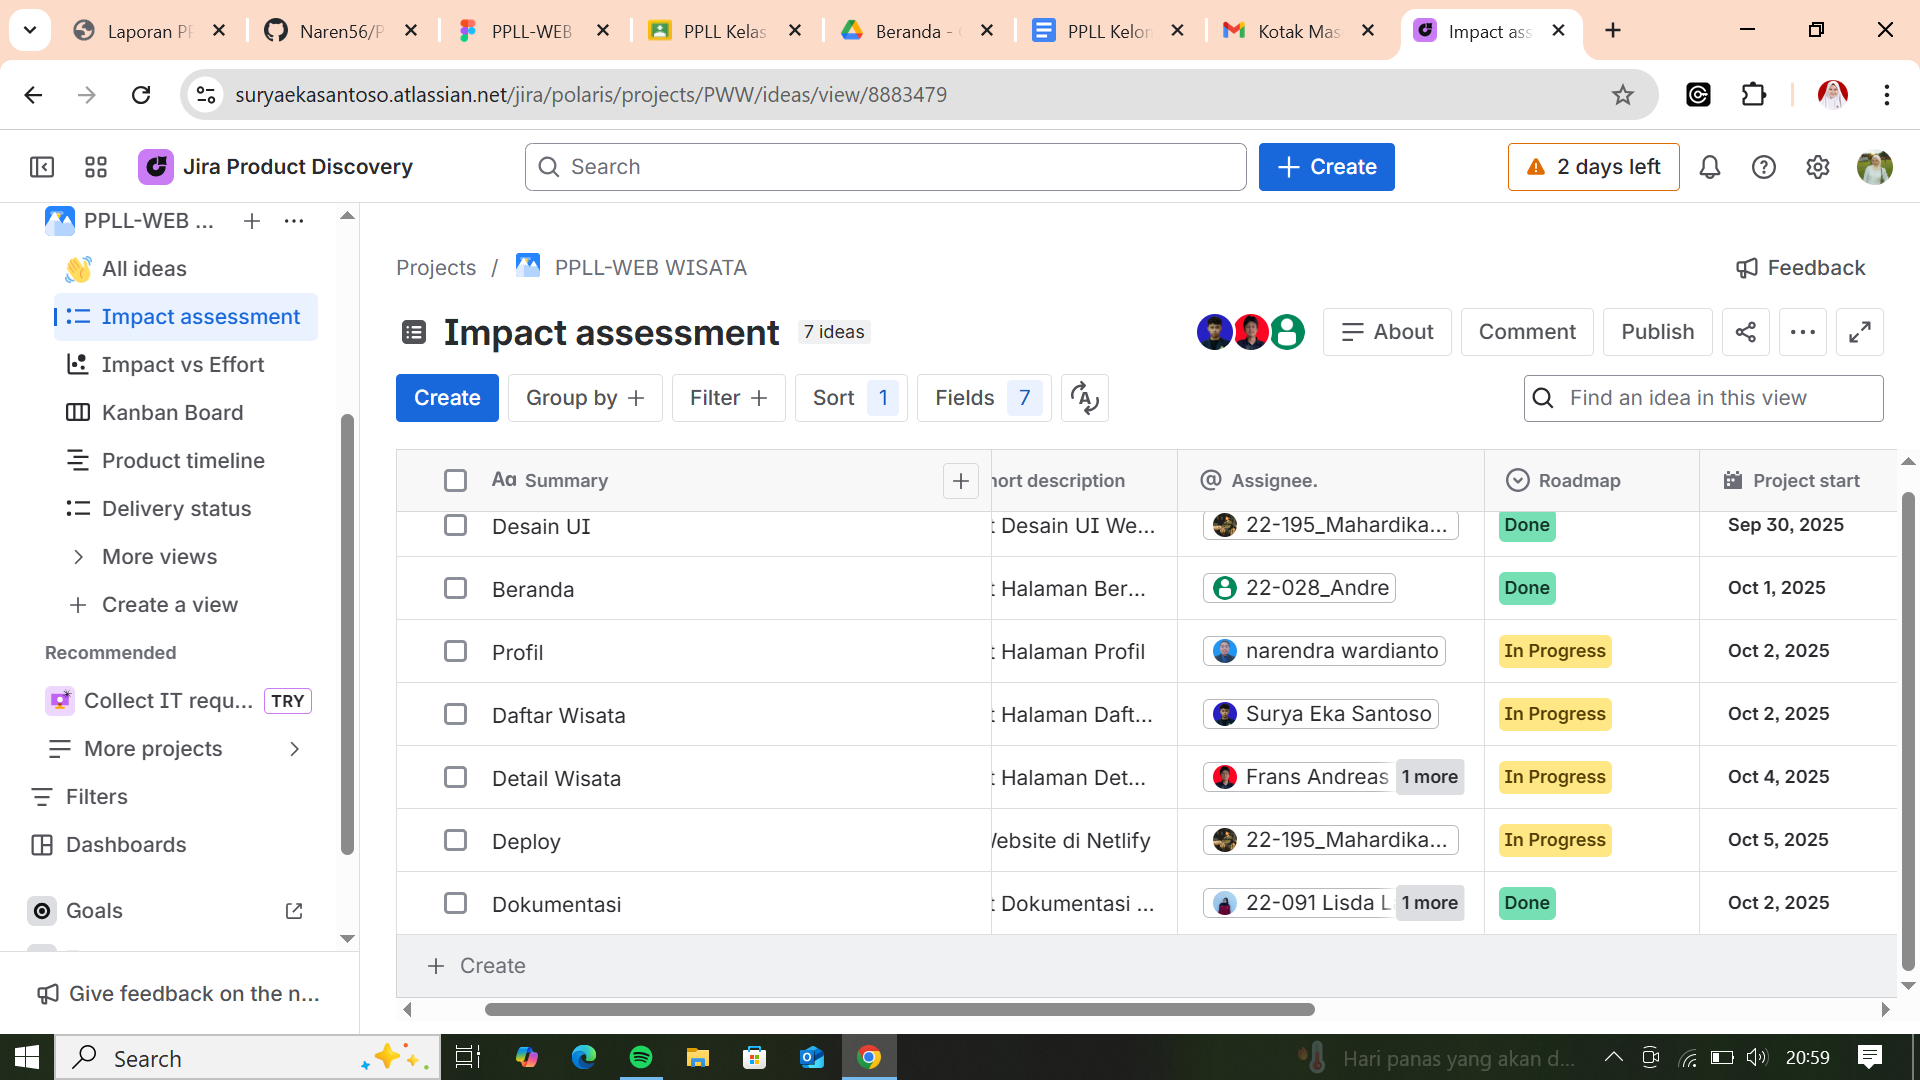 Laporan PF
Naren56/P
PPLL-WEB
PPLL Kelas
Beranda -
PPLL Kelon
Kotak Mas
Impact ass
suryaekasantoso.atlassian.net/jira/polaris/projects/PWW/ideas/view/8883479
Jira Product Discovery
Search
Create
2 days left
PPLL-WEB ...
All ideas
Impact assessment
Impact vs Effort
Kanban Board
Product timeline
Delivery status
More views
Create a view
Recommended
Collect IT requ... TRY
More projects
Filters
Dashboards
Goals
Give feedback on the n...
Projects / PPLL-WEB WISATA
Feedback
Impact assessment 7 ideas
About
Comment
Publish
Create
Group by
Filter
Sort 1
Fields 7
Find an idea in this view
Aa Summary hort description Assignee. Roadmap Project start
Desain UI t Desain UI We... 22-195_Mahardika... Done Sep 30, 2025
Beranda t Halaman Ber... 22-028_Andre Done Oct 1, 2025
Profil t Halaman Profil narendra wardianto In Progress Oct 2, 2025
Daftar Wisata t Halaman Daft... Surya Eka Santoso In Progress Oct 2, 2025
Detail Wisata t Halaman Det... Frans Andreas 1 more In Progress Oct 4, 2025
Deploy Website di Netlify 22-195_Mahardika... In Progress Oct 5, 2025
Dokumentasi t Dokumentasi ... 22-091 Lisda L 1 more Done Oct 2, 2025
Create
Search
Hari panas yang akan d...
20:59